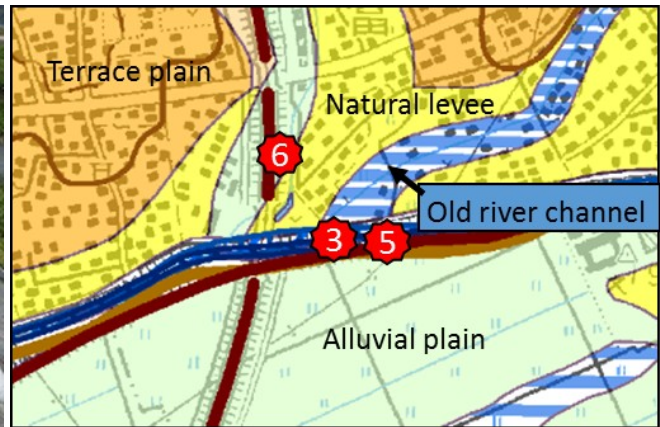 Terrace plain
Natural levee
6
Old river channel
3
5
Alluvial plain